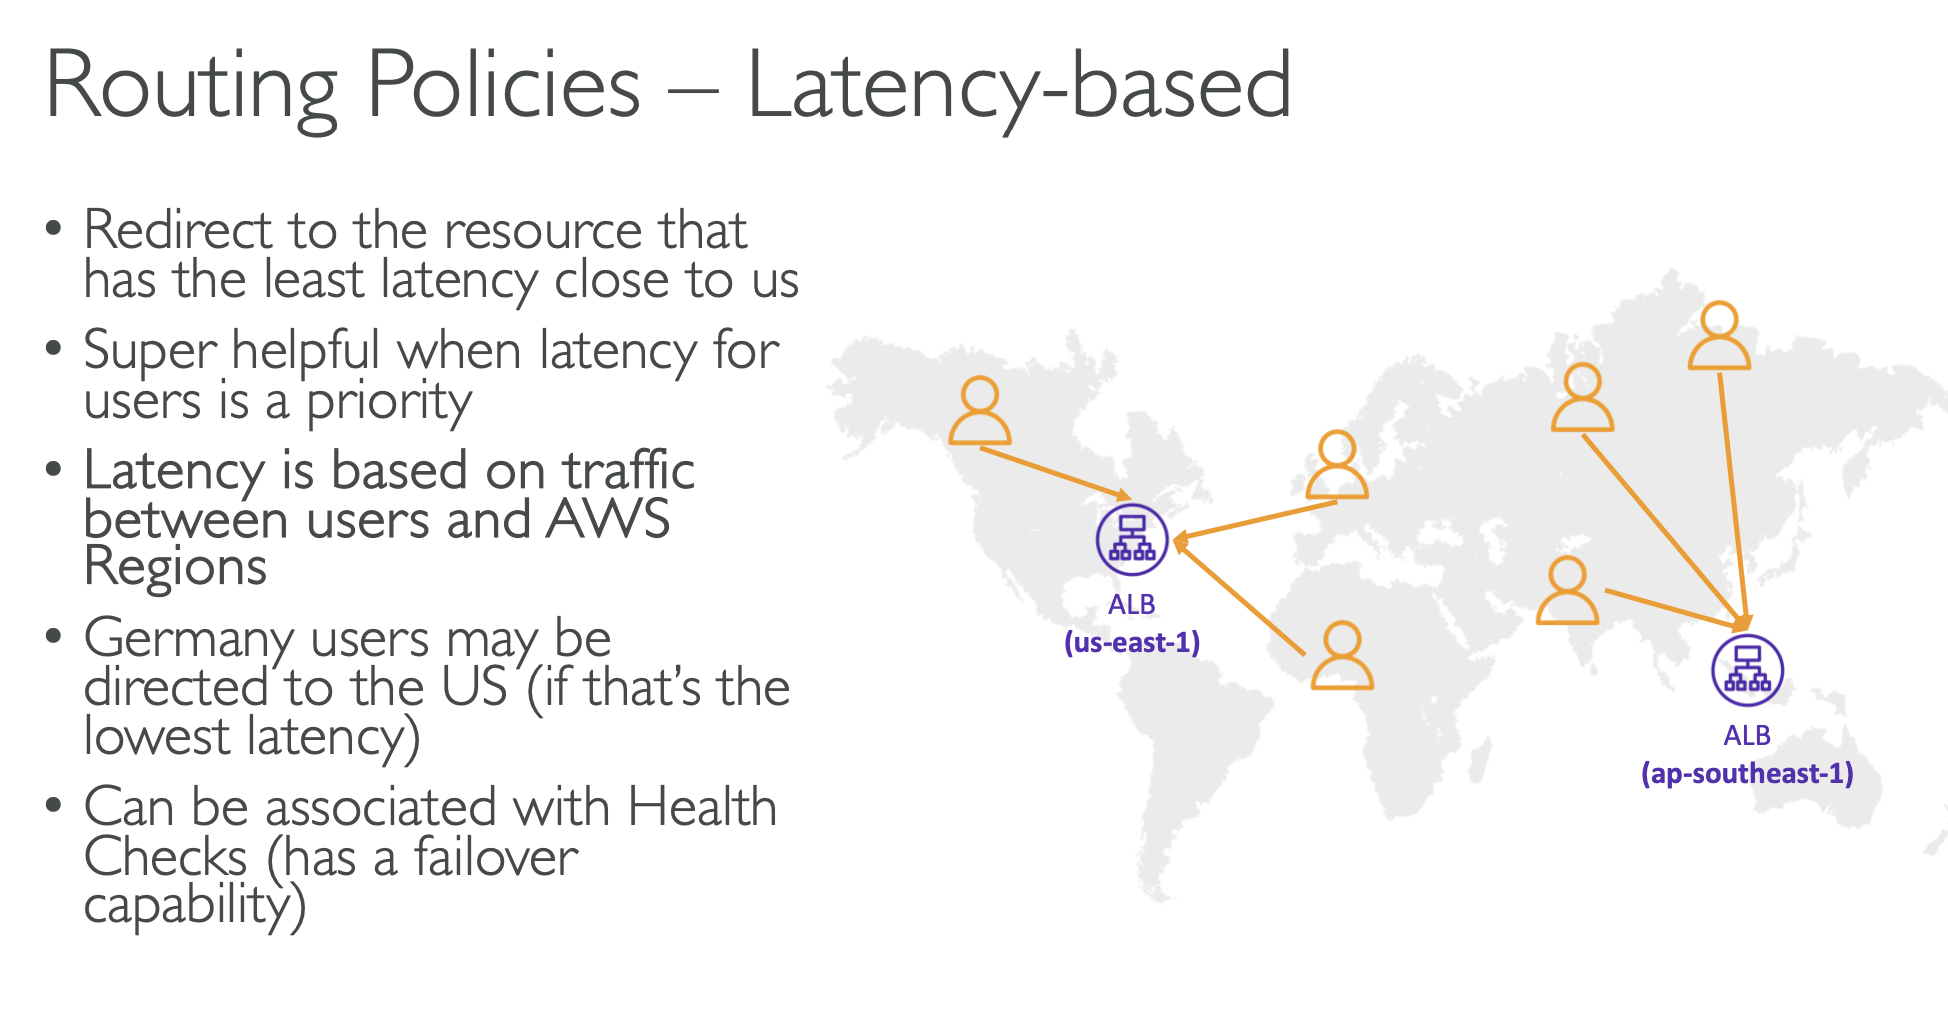 Routing Policies – Latency-based
• Redirect to the resource that
has the least latency close to us
• Super helpful when latency for
users is a priority
• Latency is based on traffic
between users and AWS
Regions
• Germany users may be
directed to the US (if that’s the
lowest latency)
• Can be associated with Health
Checks (has a failover
capability)
ALB
(us-east-1)
ALB
(ap-southeast-1)